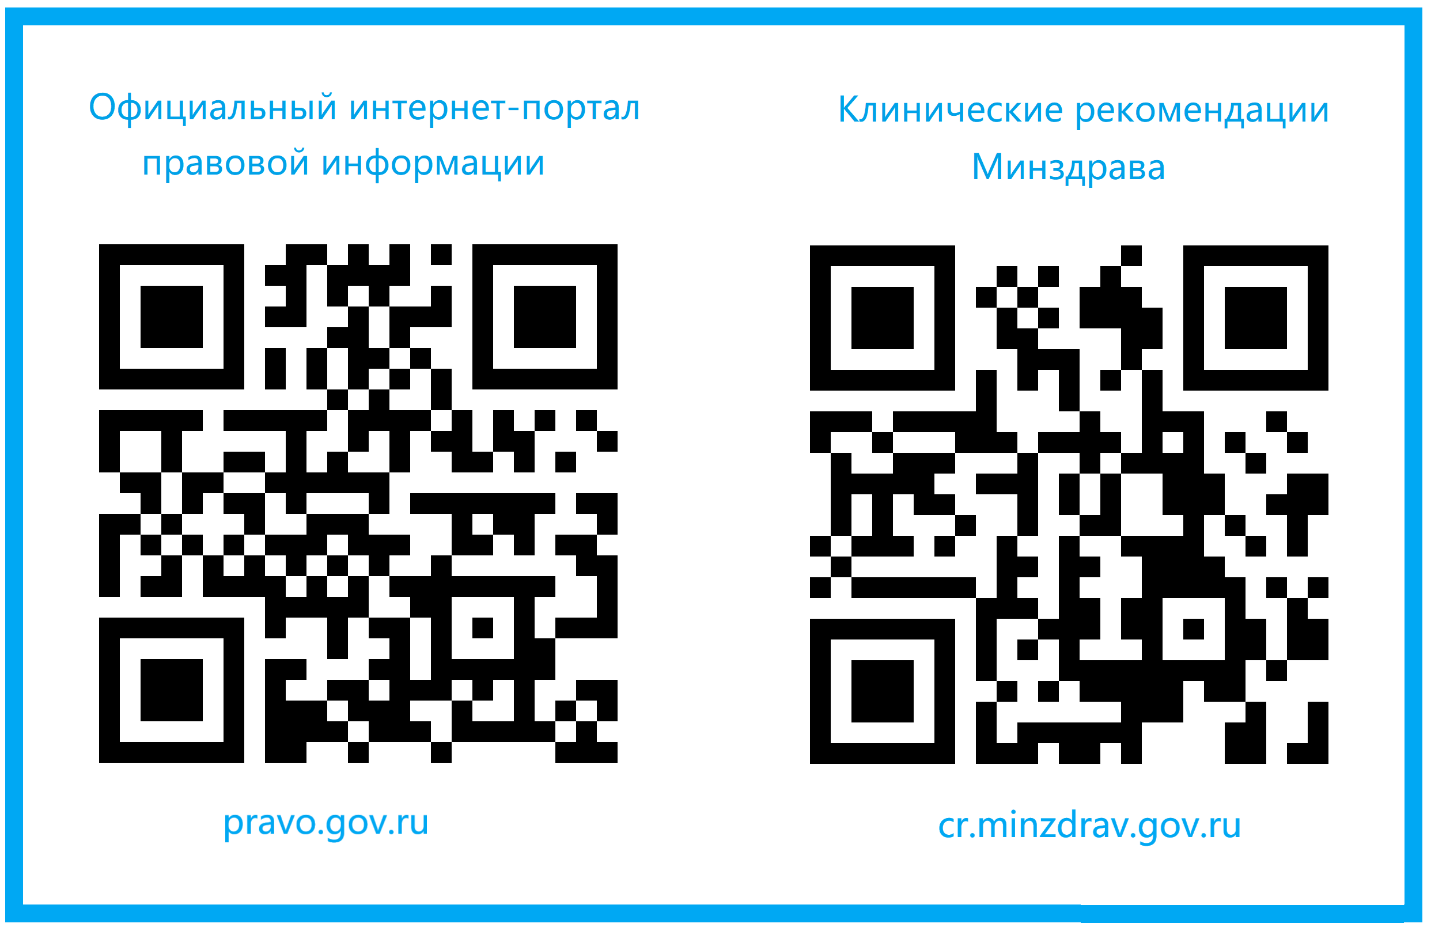 Официальный интернет-портал
правовой информации
pravo.gov.ru
Клинические рекомендации
Минздрава
cr.minzdrav.gov.ru